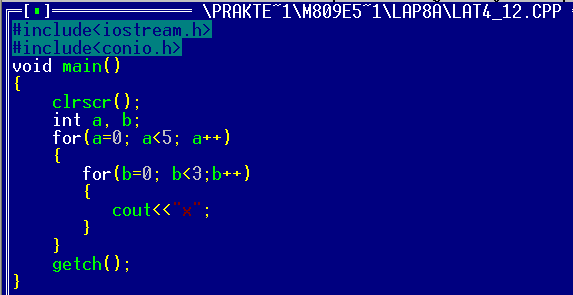 [▪] \PRAKTE~1\M809E5~1\LAP8A\LAT4_12.CPP
#include<iostream.h>
#include<conio.h>
void main()
{
    clrscr();
    int a, b;
    for(a=0; a<5; a++)
    {
       for(b=0; b<3;b++)
       {
          cout<<"x";
       }
    }
    getch();
}